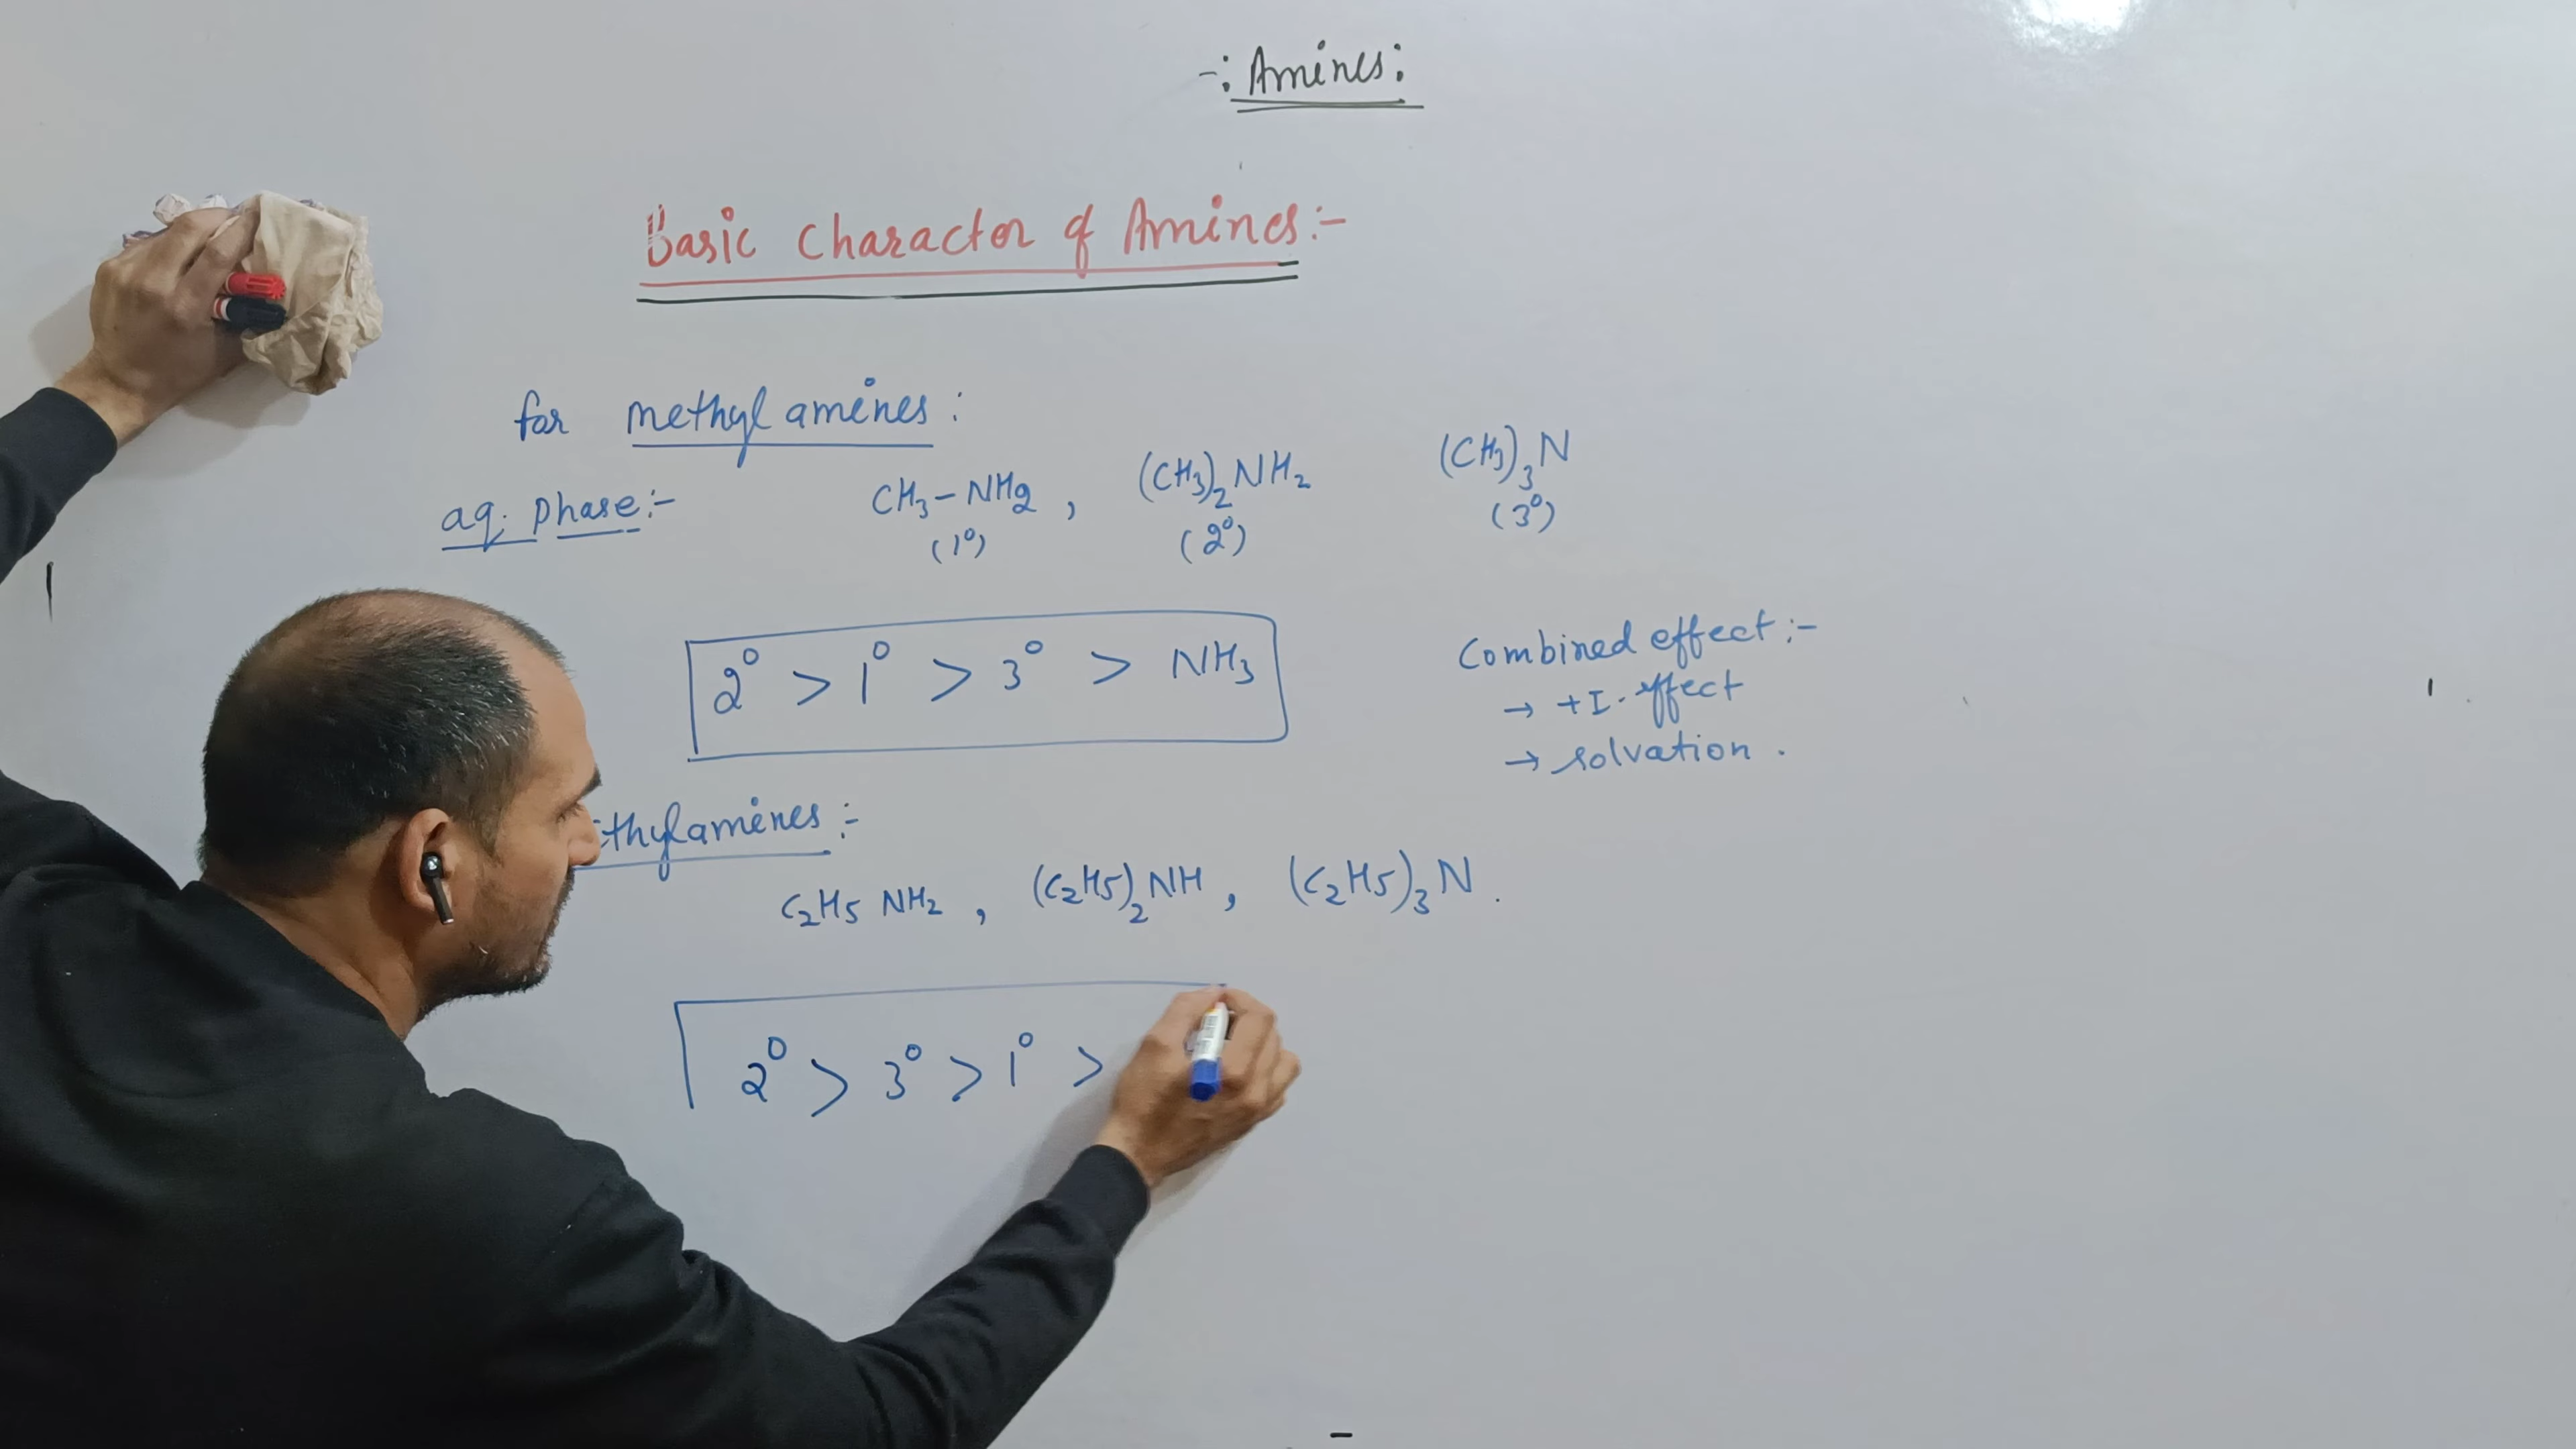 -: Amines:
Basic Character of Amines:-
for methyl amines:
aq. phase:- CH₃-NH₂ , (CH₃)₂NH₂ (CH₃)₃N
(1°) (2°) (3°)
2° > 1° > 3° > NH₃
Combined effect:-
→ +I-effect
→ solvation .
thylamines:-
C₂H₅ NH₂ , (C₂H₅)₂NH , (C₂H₅)₃N .
2° > 3° > 1° >